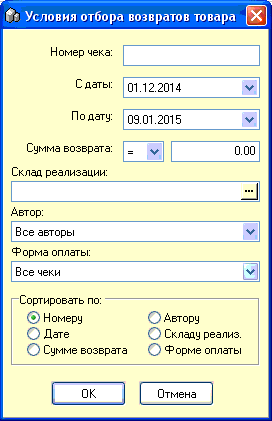 Условия отбора возвратов товара
Номер чека:
С даты: 01.12.2014
По дату: 09.01.2015
Сумма возврата: = 0.00
Склад реализации:
...
Автор:
Все авторы
Форма оплаты:
Все чеки
Сортировать по:
Номеру Автору
Дате Складу реализ.
Сумме возврата Форме оплаты
OK Отмена